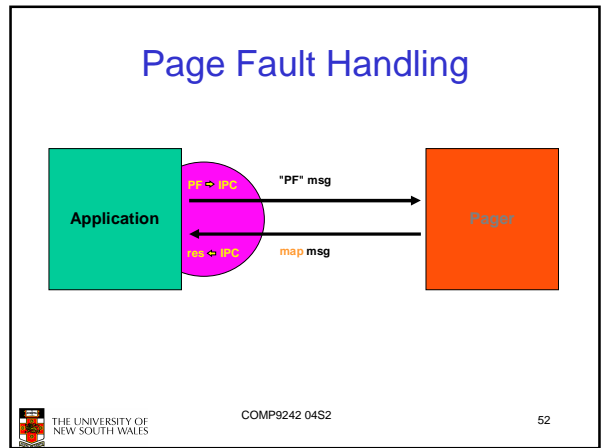 Page Fault Handling
PF ⇨ IPC
"PF" msg
Application
Pager
res ⇦ IPC
map msg
THE UNIVERSITY OF
NEW SOUTH WALES
COMP9242 04S2
52